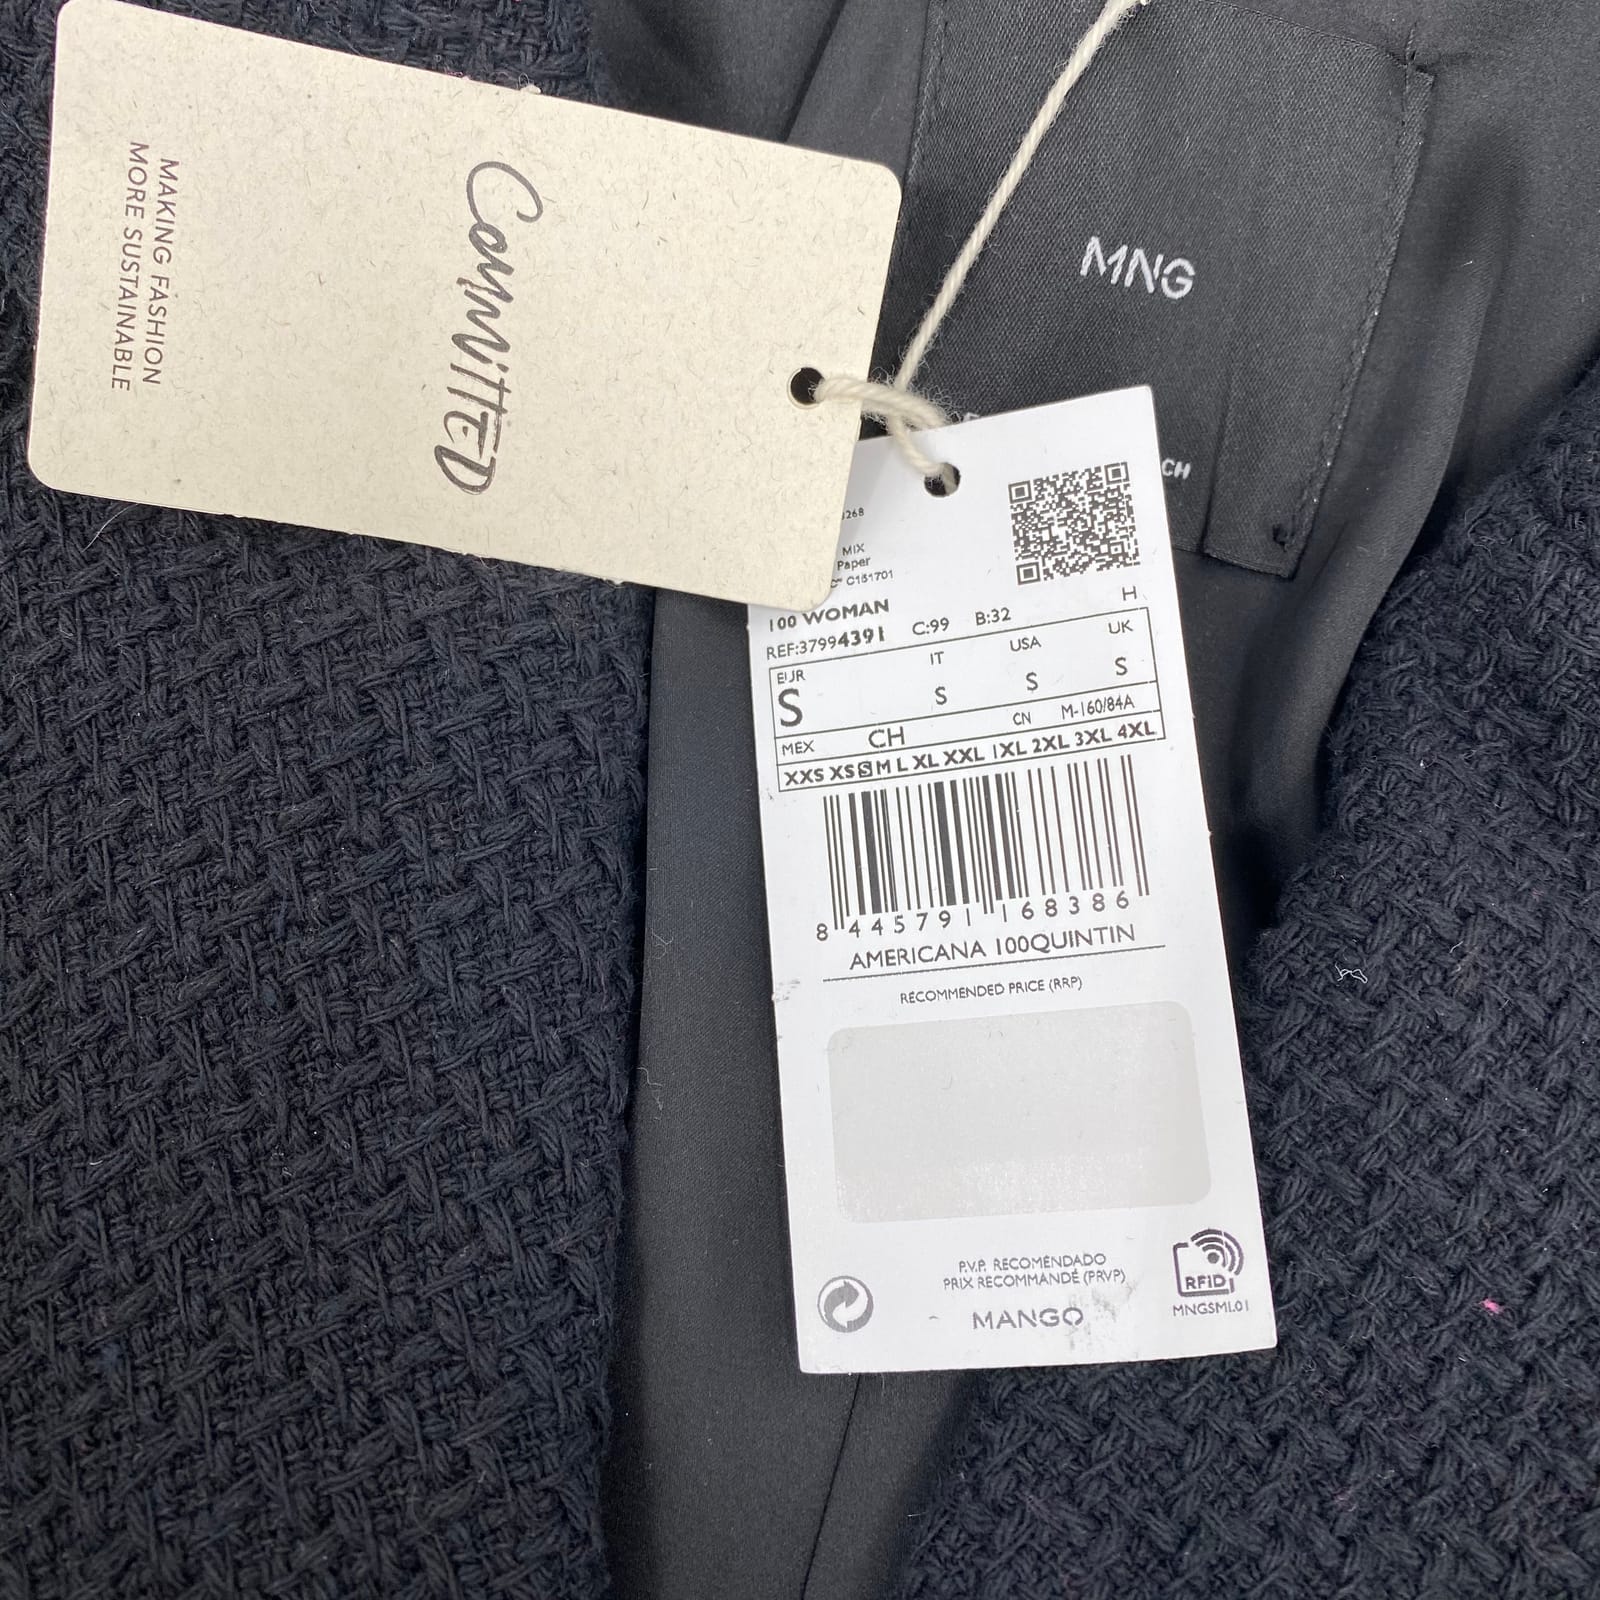 Committed
MAKING FASHION
MORE SUSTAINABLE
MNG
CH
MIX
Paper
C151701
100 WOMAN
H
REF:37994391 C:99 B:32
EUR IT USA UK
S S S S
MEX CH CN M-160/84A
XXS XS S M L XL XXL 1XL 2XL 3XL 4XL
8 445791 168386
AMERICANA 100QUINTIN
RECOMMENDED PRICE (RRP)
P.V.P. RECOMENDADO
PRIX RECOMMANDÉ (PRVP)
MANGO
RFID
MNGSML01